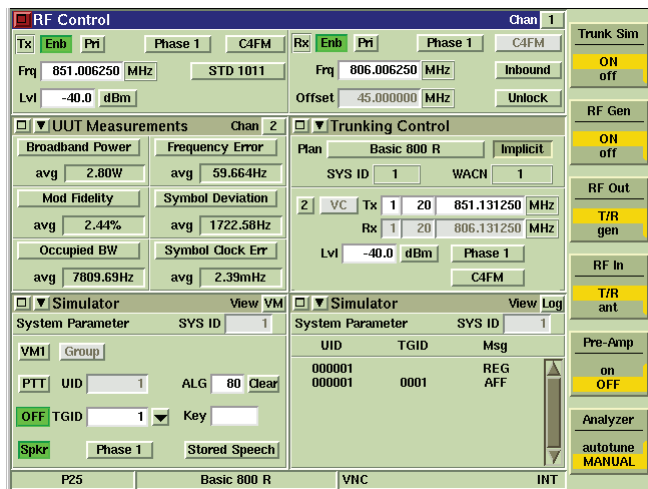 RF Control Chan 1
Tx Enb Pri Phase 1 C4FM
Frq 851.006250 MHz STD 1011
Lvl -40.0 dBm
Rx Enb Pri Phase 1 C4FM
Frq 806.006250 MHz Inbound
Offset 45.000000 MHz Unlock
UUT Measurements Chan 2
Broadband Power Frequency Error
avg 2.80W avg 59.664Hz
Mod Fidelity Symbol Deviation
avg 2.44% avg 1722.58Hz
Occupied BW Symbol Clock Err
avg 7809.69Hz avg 2.39mHz
Trunking Control
Plan Basic 800 R Implicit
SYS ID 1 WACN 1
2 VC Tx 1 20 851.131250 MHz
Rx 1 20 806.131250 MHz
Lvl -40.0 dBm Phase 1
C4FM
Simulator View VM
System Parameter SYS ID 1
VM1 Group
PTT UID 1 ALG 80 Clear
OFF TGID 1 Key
Spkr Phase 1 Stored Speech
Simulator View Log
System Parameter SYS ID 1
UID TGID Msg
000001 REG
000001 0001 AFF
Trunk Sim
ON
off
RF Gen
ON
off
RF Out
T/R
gen
RF In
T/R
ant
Pre-Amp
on
OFF
Analyzer
autotune
MANUAL
P25 Basic 800 R VNC INT